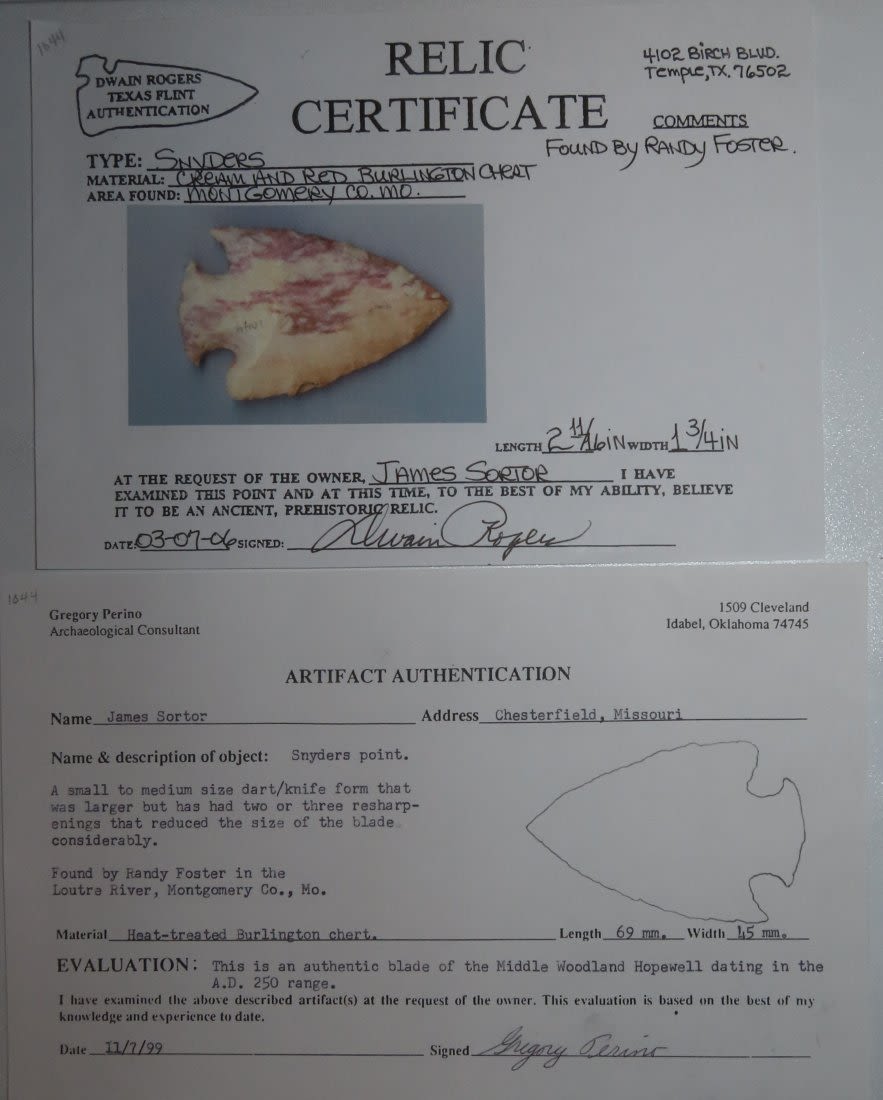 1844
DWAIN ROGERS
TEXAS FLINT
AUTHENTICATION
RELIC
CERTIFICATE
4102 BIRCH BLVD.
Temple, TX. 76502
COMMENTS
FOUND BY RANDY FOSTER.
TYPE: SNYDERS
MATERIAL: CREAM AND RED BURLINGTON CHERT
AREA FOUND: MONTGOMERY CO. MO.
LENGTH 2 11/16 IN WIDTH 1 3/4 IN
AT THE REQUEST OF THE OWNER, JAMES SORTOR I HAVE
EXAMINED THIS POINT AND AT THIS TIME, TO THE BEST OF MY ABILITY, BELIEVE
IT TO BE AN ANCIENT, PREHISTORIC RELIC.
DATE: 03-07-06 SIGNED: Dwain Rogers
1844
Gregory Perino
Archaeological Consultant
1509 Cleveland
Idabel, Oklahoma 74745
ARTIFACT AUTHENTICATION
Name James Sortor Address Chesterfield, Missouri
Name & description of object: Snyders point.
A small to medium size dart/knife form that
was larger but has had two or three resharp-
enings that reduced the size of the blade
considerably.
Found by Randy Foster in the
Loutre River, Montgomery Co., Mo.
Material Heat-treated Burlington chert. Length 69 mm. Width 45 mm.
EVALUATION: This is an authentic blade of the Middle Woodland Hopewell dating in the
A.D. 250 range.
I have examined the above described artifact(s) at the request of the owner. This evaluation is based on the best of my
knowledge and experience to date.
Date 11/7/99 Signed Gregory Perino